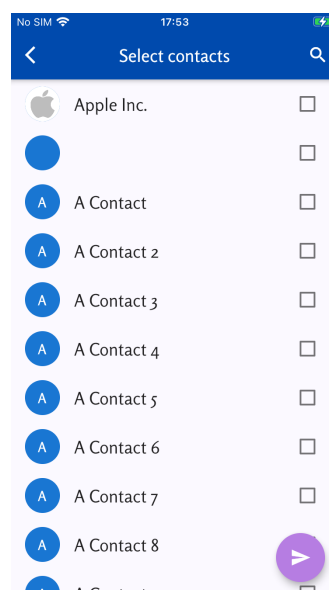 No SIM 17:53
Select contacts
Apple Inc.
A A Contact
A A Contact 2
A A Contact 3
A A Contact 4
A A Contact 5
A A Contact 6
A A Contact 7
A A Contact 8